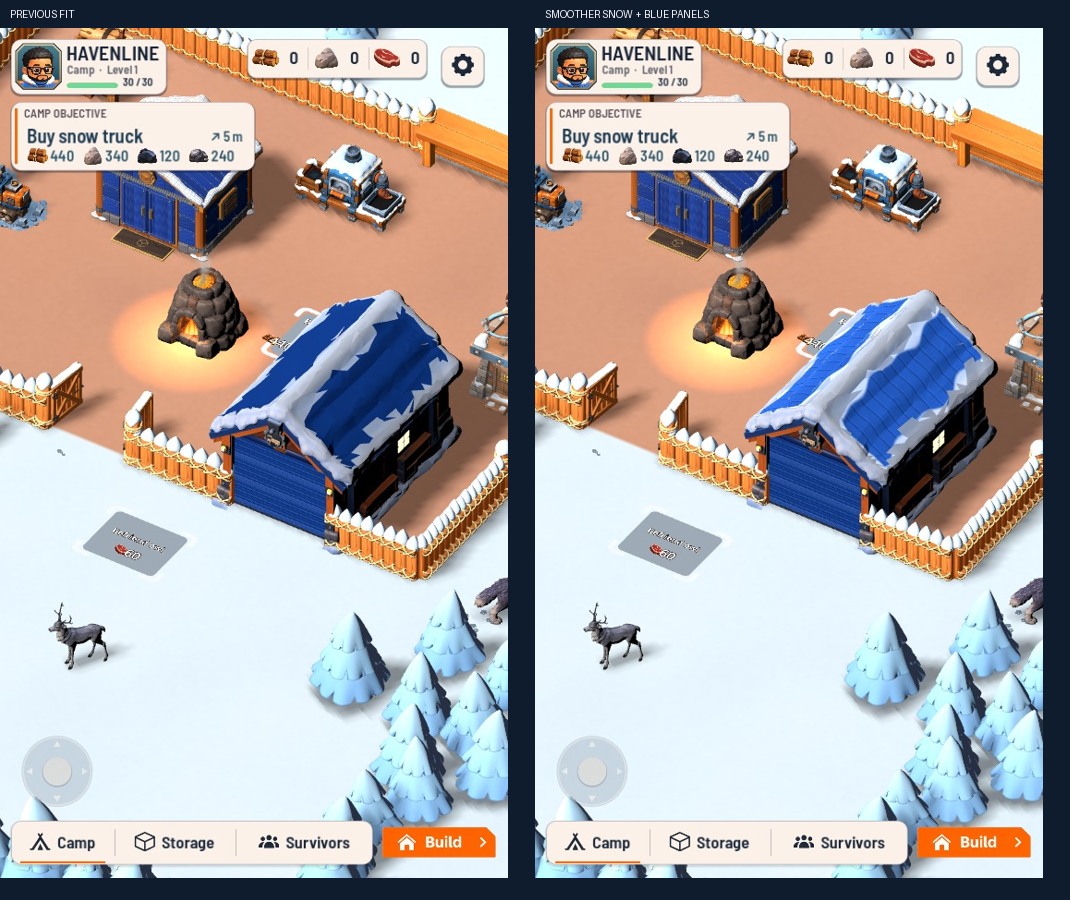 PREVIOUS FIT
HAVENLINE
Camp · Level 1
30 / 30
0 0 0
CAMP OBJECTIVE
Buy snow truck
5 m
440 340 120 240
60
Camp Storage Survivors Build
SMOOTHER SNOW + BLUE PANELS
HAVENLINE
Camp · Level 1
30 / 30
0 0 0
CAMP OBJECTIVE
Buy snow truck
5 m
440 340 120 240
60
Camp Storage Survivors Build